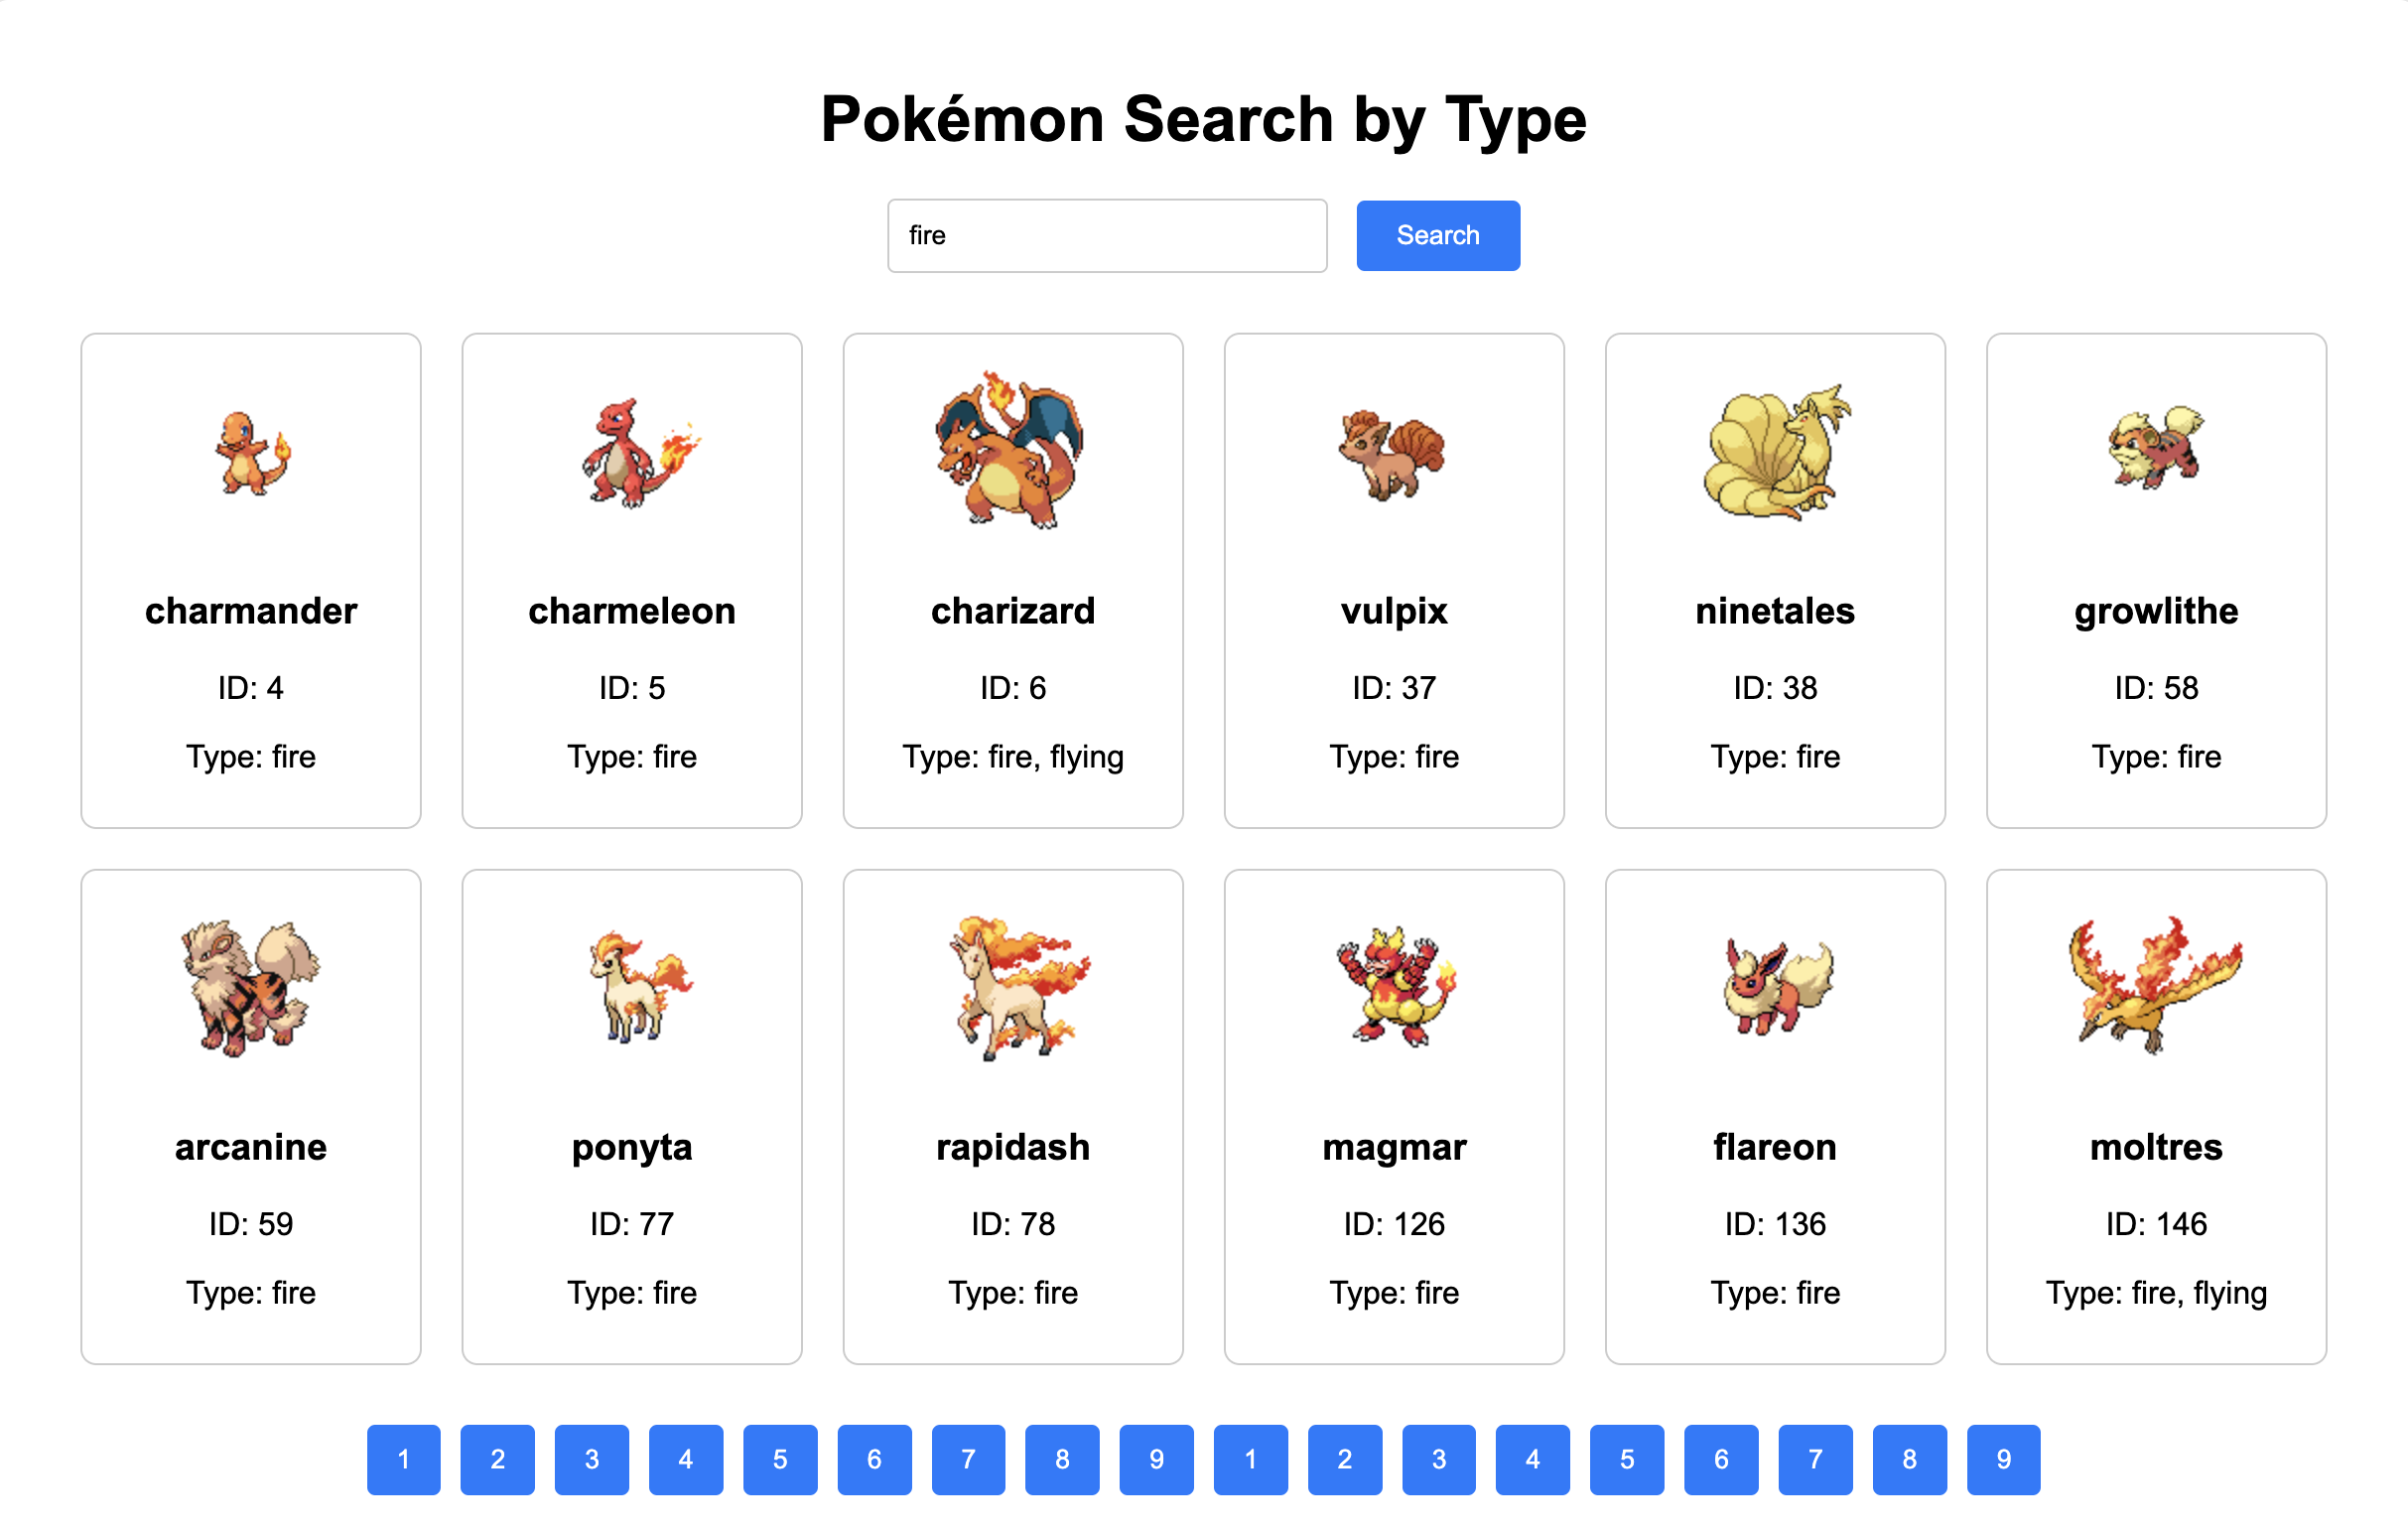 Pokémon Search by Type
fire
Search
charmander
ID: 4
Type: fire
charmeleon
ID: 5
Type: fire
charizard
ID: 6
Type: fire, flying
vulpix
ID: 37
Type: fire
ninetales
ID: 38
Type: fire
growlithe
ID: 58
Type: fire
arcanine
ID: 59
Type: fire
ponyta
ID: 77
Type: fire
rapidash
ID: 78
Type: fire
magmar
ID: 126
Type: fire
flareon
ID: 136
Type: fire
moltres
ID: 146
Type: fire, flying
1 2 3 4 5 6 7 8 9 1 2 3 4 5 6 7 8 9